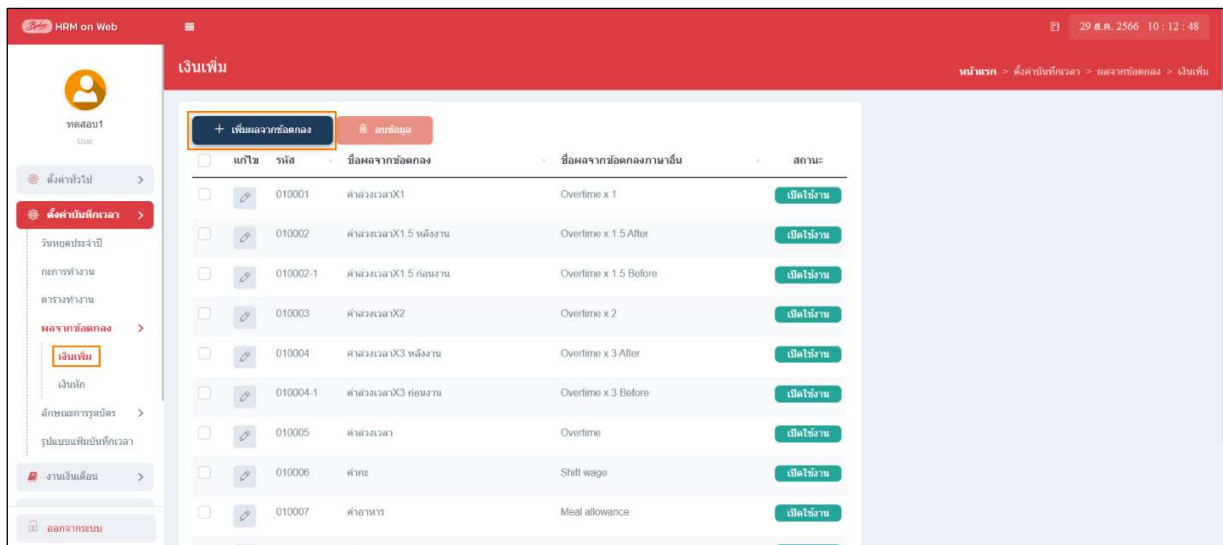 Byte HRM on Web
29 ส.ค. 2566 10 : 12 : 48
เงินเพิ่ม
หน้าแรก > ตั้งค่าบันทึกเวลา > ผลจากข้อตกลง > เงินเพิ่ม
ทดสอบ1
User
ตั้งค่าทั่วไป >
ตั้งค่าบันทึกเวลา >
วันหยุดประจำปี
กะการทำงาน
ตารางทำงาน
ผลจากข้อตกลง >
เงินเพิ่ม
เงินหัก
ลักษณะการรูดบัตร >
รูปแบบแฟ้มบันทึกเวลา
งานเงินเดือน >
ออกจากระบบ
+ เพิ่มผลจากข้อตกลง ลบข้อมูล
แก้ไข รหัส ชื่อผลจากข้อตกลง ชื่อผลจากข้อตกลงภาษาอื่น สถานะ
010001 ค่าล่วงเวลาX1 Overtime x 1 เปิดใช้งาน
010002 ค่าล่วงเวลาX1.5 หลังงาน Overtime x 1.5 After เปิดใช้งาน
010002-1 ค่าล่วงเวลาX1.5 ก่อนงาน Overtime x 1.5 Before เปิดใช้งาน
010003 ค่าล่วงเวลาX2 Overtime x 2 เปิดใช้งาน
010004 ค่าล่วงเวลาX3 หลังงาน Overtime x 3 After เปิดใช้งาน
010004-1 ค่าล่วงเวลาX3 ก่อนงาน Overtime x 3 Before เปิดใช้งาน
010005 ค่าล่วงเวลา Overtime เปิดใช้งาน
010006 ค่ากะ Shift wage เปิดใช้งาน
010007 ค่าอาหาร Meal allowance เปิดใช้งาน